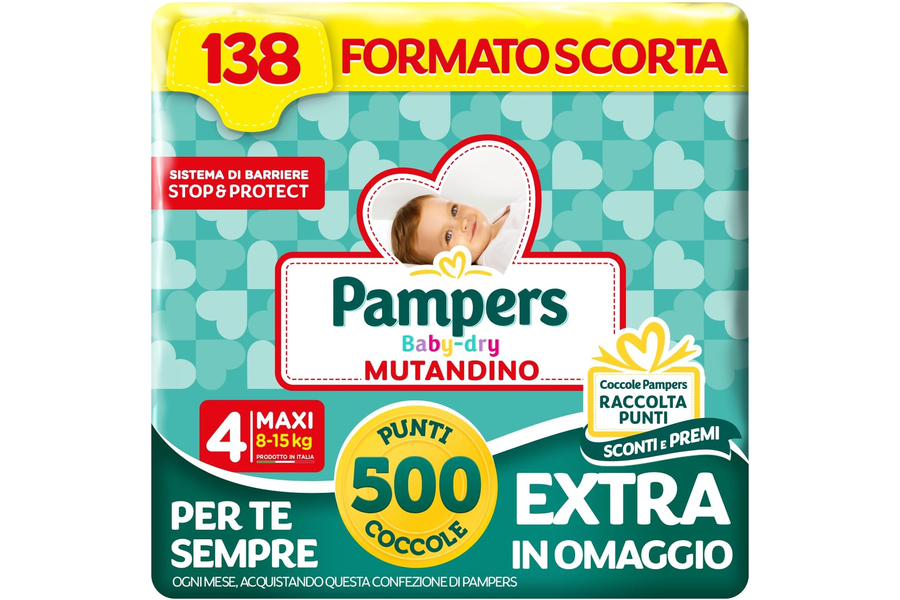 138 FORMATO SCORTA
SISTEMA DI BARRIERE
STOP & PROTECT
Pampers
Baby-dry
MUTANDINO
4 MAXI
8-15 kg
PRODOTTO IN ITALIA
PUNTI
500
COCCOLE
Coccole Pampers
RACCOLTA
PUNTI
SCONTI E PREMI
PER TE
SEMPRE
EXTRA
IN OMAGGIO
OGNI MESE, ACQUISTANDO QUESTA CONFEZIONE DI PAMPERS